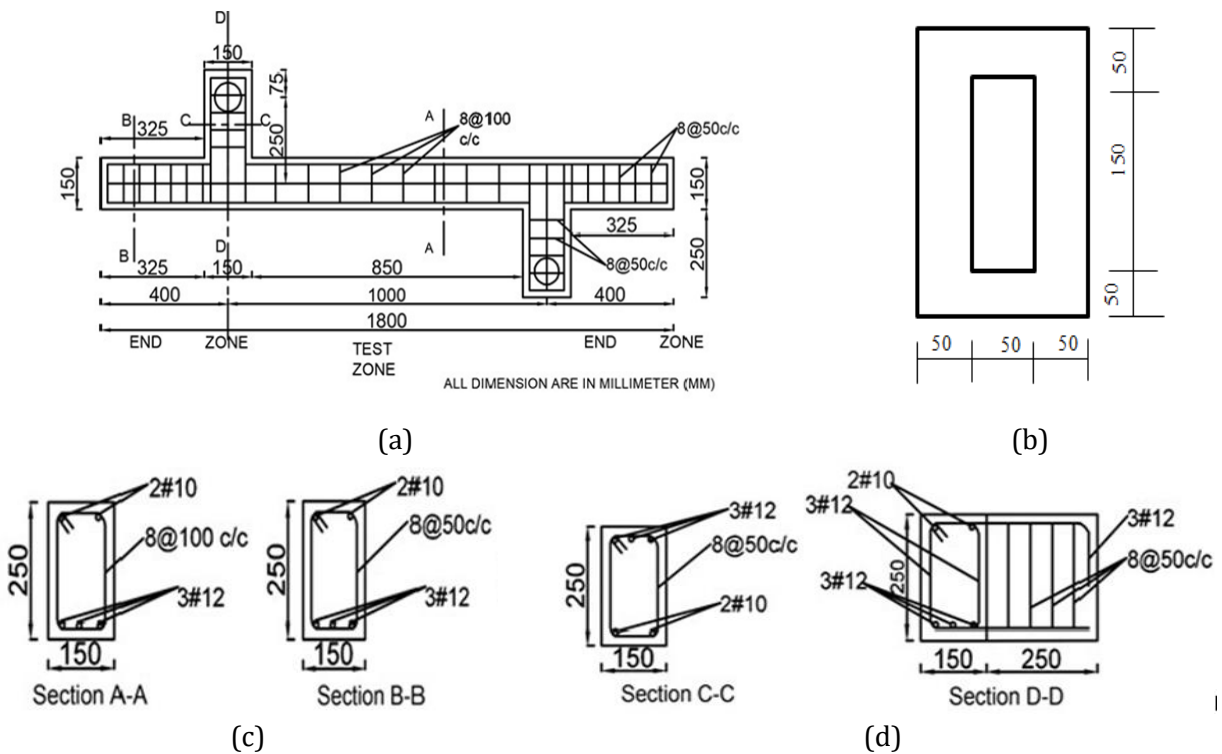 D
150
75
B
C
C
A
8@100
c/c
8@50c/c
325
250
150
150
325
8@50c/c
250
B
D
A
325
150
850
400
1000
400
1800
END
ZONE
TEST
ZONE
END
ZONE
ALL DIMENSION ARE IN MILLIMETER (MM)
(a)
50
150
50
50
50
50
(b)
2#10
8@100 c/c
3#12
250
150
Section A-A
2#10
8@50c/c
3#12
250
150
Section B-B
(c)
3#12
8@50c/c
2#10
250
150
Section C-C
2#10
3#12
3#12
8@50c/c
250
3#12
150
250
Section D-D
(d)